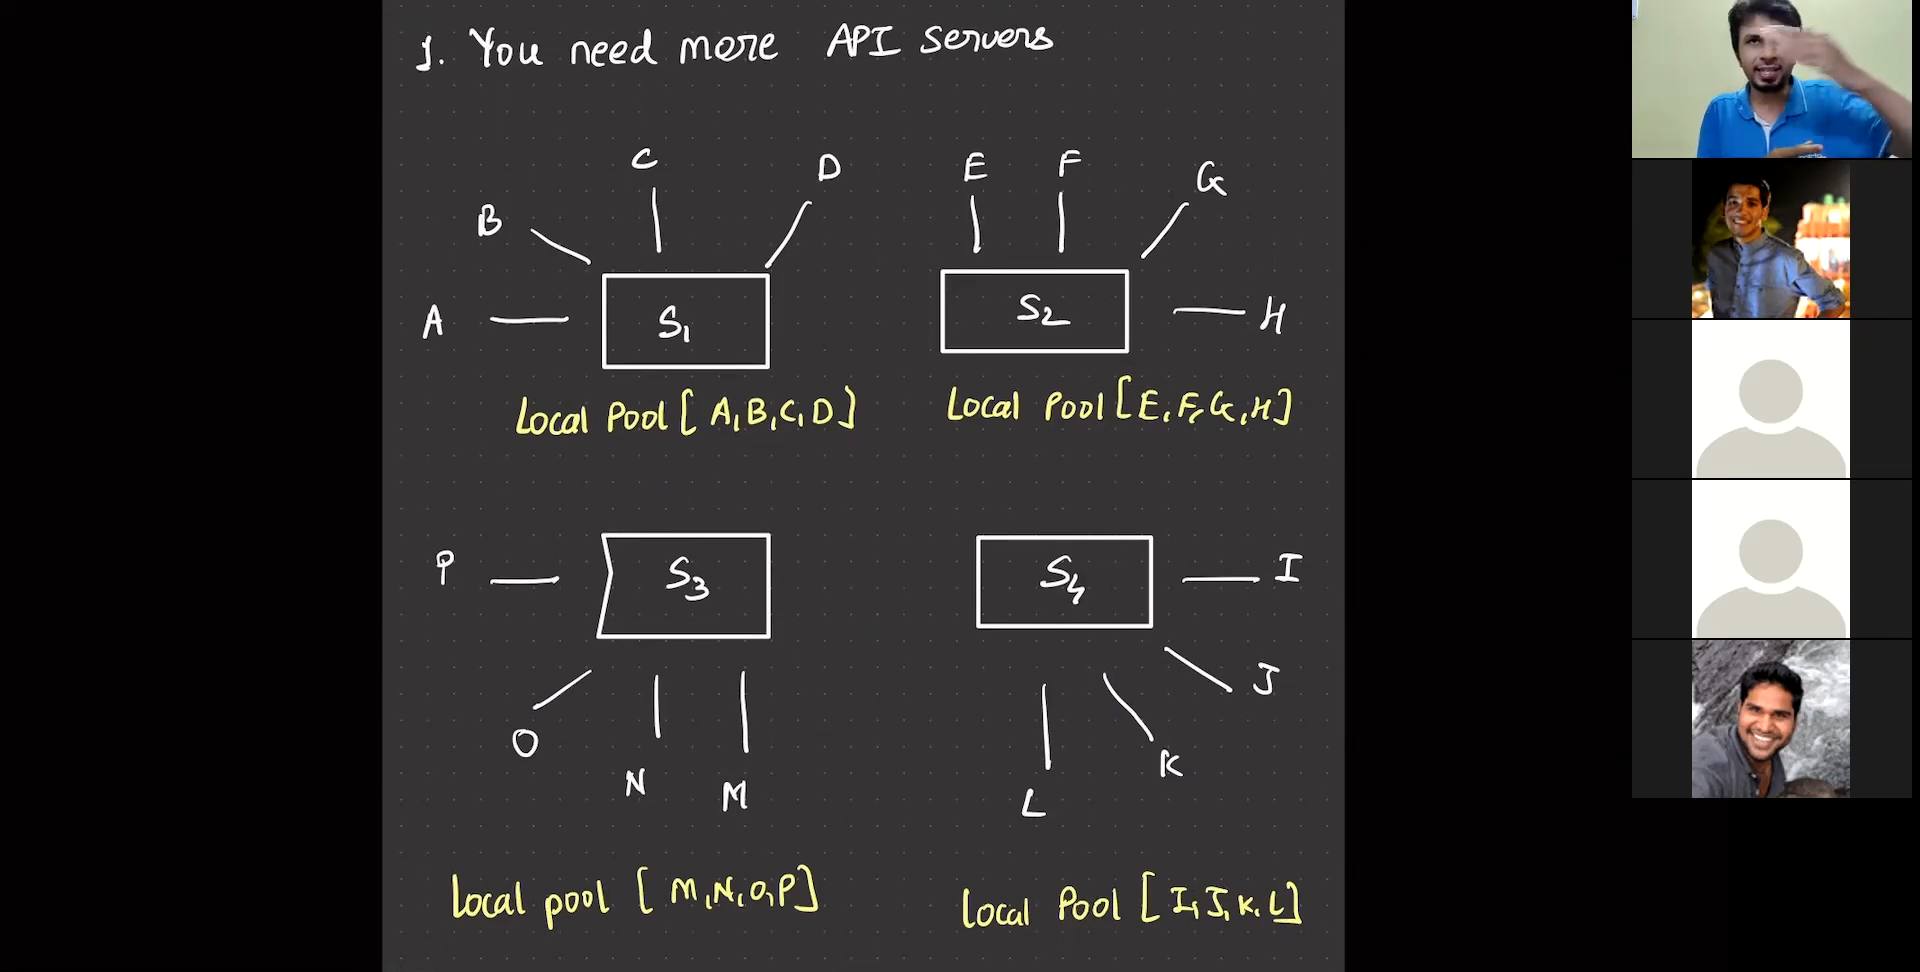 1. You need more API servers
C D
B
A S1
Local Pool [A,B,C,D]
E F G
S2 H
Local Pool [E,F,G,H]
P S3
O
N M
Local pool [M,N,O,P]
S4 I
J
K
L
Local Pool [I,J,K,L]